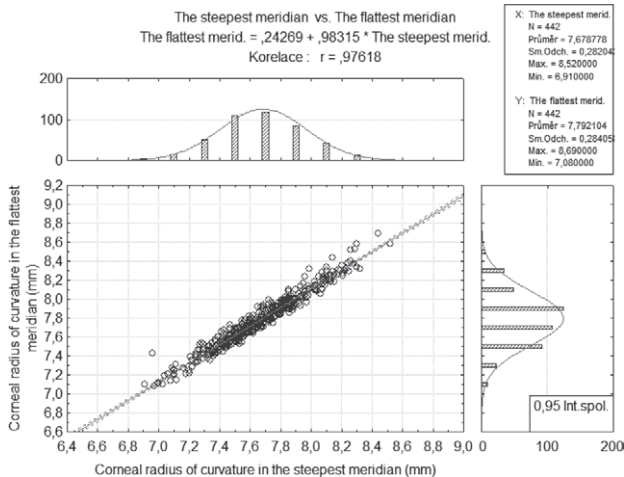 The steepest meridian vs. The flattest meridian
The flattest merid. = ,24269 + ,98315 * The steepest merid.
Korelace : r = ,97618
X: The steepest merid.
N = 442
Průměr = 7,678778
Sm.Odch. = 0,28204
Max. = 8,520000
Min. = 6,910000
Y: The flattest merid.
N = 442
Průměr = 7,792104
Sm.Odch. = 0,28405
Max. = 8,690000
Min. = 7,080000
200
100
0
Corneal radius of curvature in the flattest
meridian (mm)
9,2
9,0
8,8
8,6
8,4
8,2
8,0
7,8
7,6
7,4
7,2
7,0
6,8
6,6
6,4 6,6 6,8 7,0 7,2 7,4 7,6 7,8 8,0 8,2 8,4 8,6 8,8 9,0
Corneal radius of curvature in the steepest meridian (mm)
0,95 Int.spol.
0 100 200